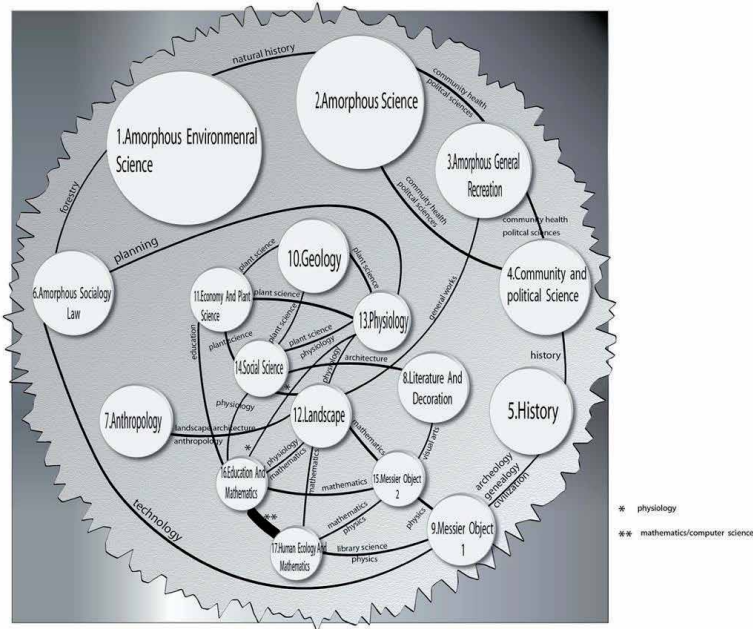 natural history
community health
politcal sciences
2.Amorphous Science
1.Amorphous Environmenral
Science
3.Amorphous General
Recreation
forestry
commuity health
politcal sciences
community health
politcal sciences
planning
general works
4.Community and
political Science
6.Amorphous Socialogy
Law
10.Geology
plant science
plant science
11.Economy And Plant
Science
plant science
plant science
13.Physiology
education
plant science
plant science
physiology
history
14.Social Science
architecture
physiology
8.Literature And
Decoration
*
physiology
5.History
7.Anthropology
12.Landscape
landscape architecture
anthropology
mathematics
visual arts
*
physiology
mathematics
mathematics
archeology
genealogy
civilization
16.Education And
Mathematics
mathematics
15.Messier Object
2
technology
**
mathematics
physics
physics
9.Messier Object
1
17.Human Ecology And
Mathematics
library science
physics
* physiology
** mathematics/computer science